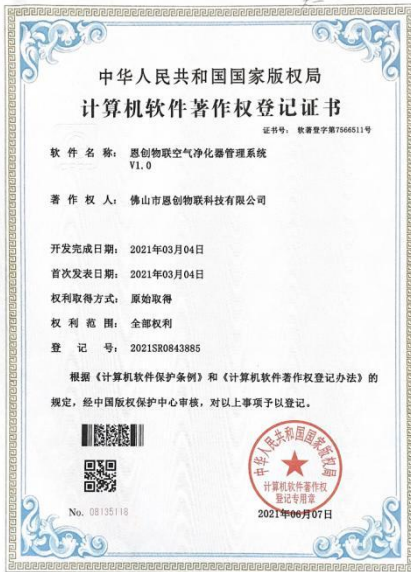 中华人民共和国国家版权局
计算机软件著作权登记证书
证书号： 软著登字第7566511号
软件名称： 恩创物联空气净化器管理系统
V1.0
著作权人： 佛山市恩创物联科技有限公司
开发完成日期： 2021年03月04日
首次发表日期： 2021年03月04日
权利取得方式： 原始取得
权利范围： 全部权利
登记号： 2021SR0843885
根据《计算机软件保护条例》和《计算机软件著作权登记办法》的
规定，经中国版权保护中心审核，对以上事项予以登记。
中华人民共和国国家版权局
计算机软件著作权
登记专用章
No. 08135118
2021年06月07日